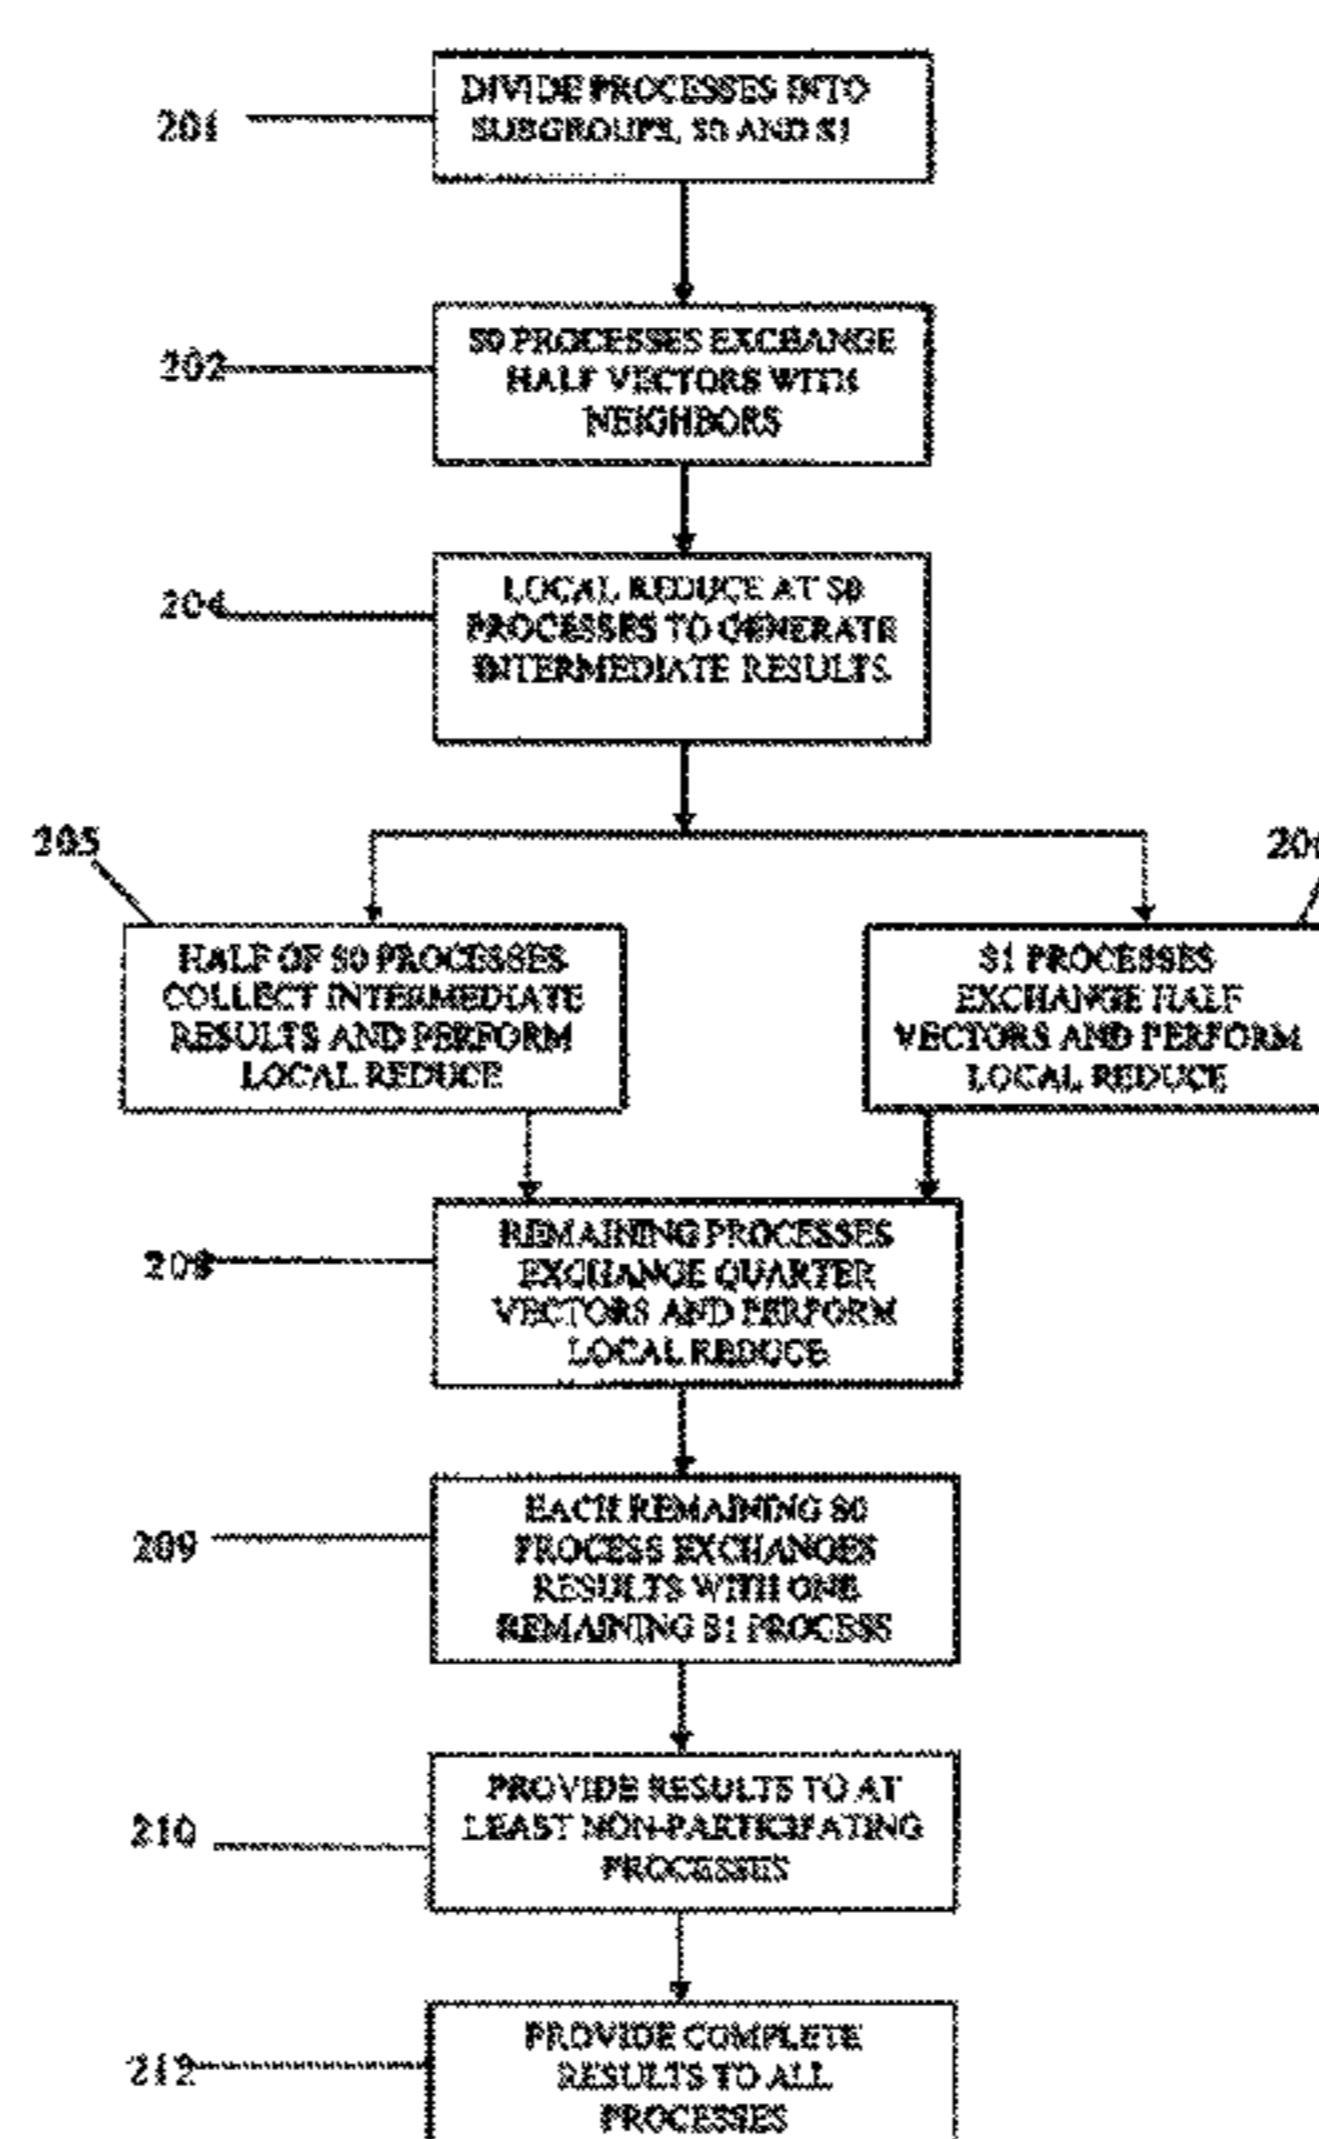 201
DIVIDE PROCESSES INTO
SUBGROUPS, S0 AND S1
202
S0 PROCESSES EXCHANGE
HALF VECTORS WITH
NEIGHBORS
204
LOCAL REDUCE AT S0
PROCESSES TO GENERATE
INTERMEDIATE RESULTS
205
HALF OF S0 PROCESSES
COLLECT INTERMEDIATE
RESULTS AND PERFORM
LOCAL REDUCE
S1 PROCESSES
EXCHANGE HALF
VECTORS AND PERFORM
LOCAL REDUCE
208
REMAINING PROCESSES
EXCHANGE QUARTER
VECTORS AND PERFORM
LOCAL REDUCE
209
EACH REMAINING S0
PROCESS EXCHANGES
RESULTS WITH ONE
REMAINING S1 PROCESS
210
PROVIDE RESULTS TO AT
LEAST NON-PARTICIPATING
PROCESSES
212
PROVIDE COMPLETE
RESULTS TO ALL
PROCESSES